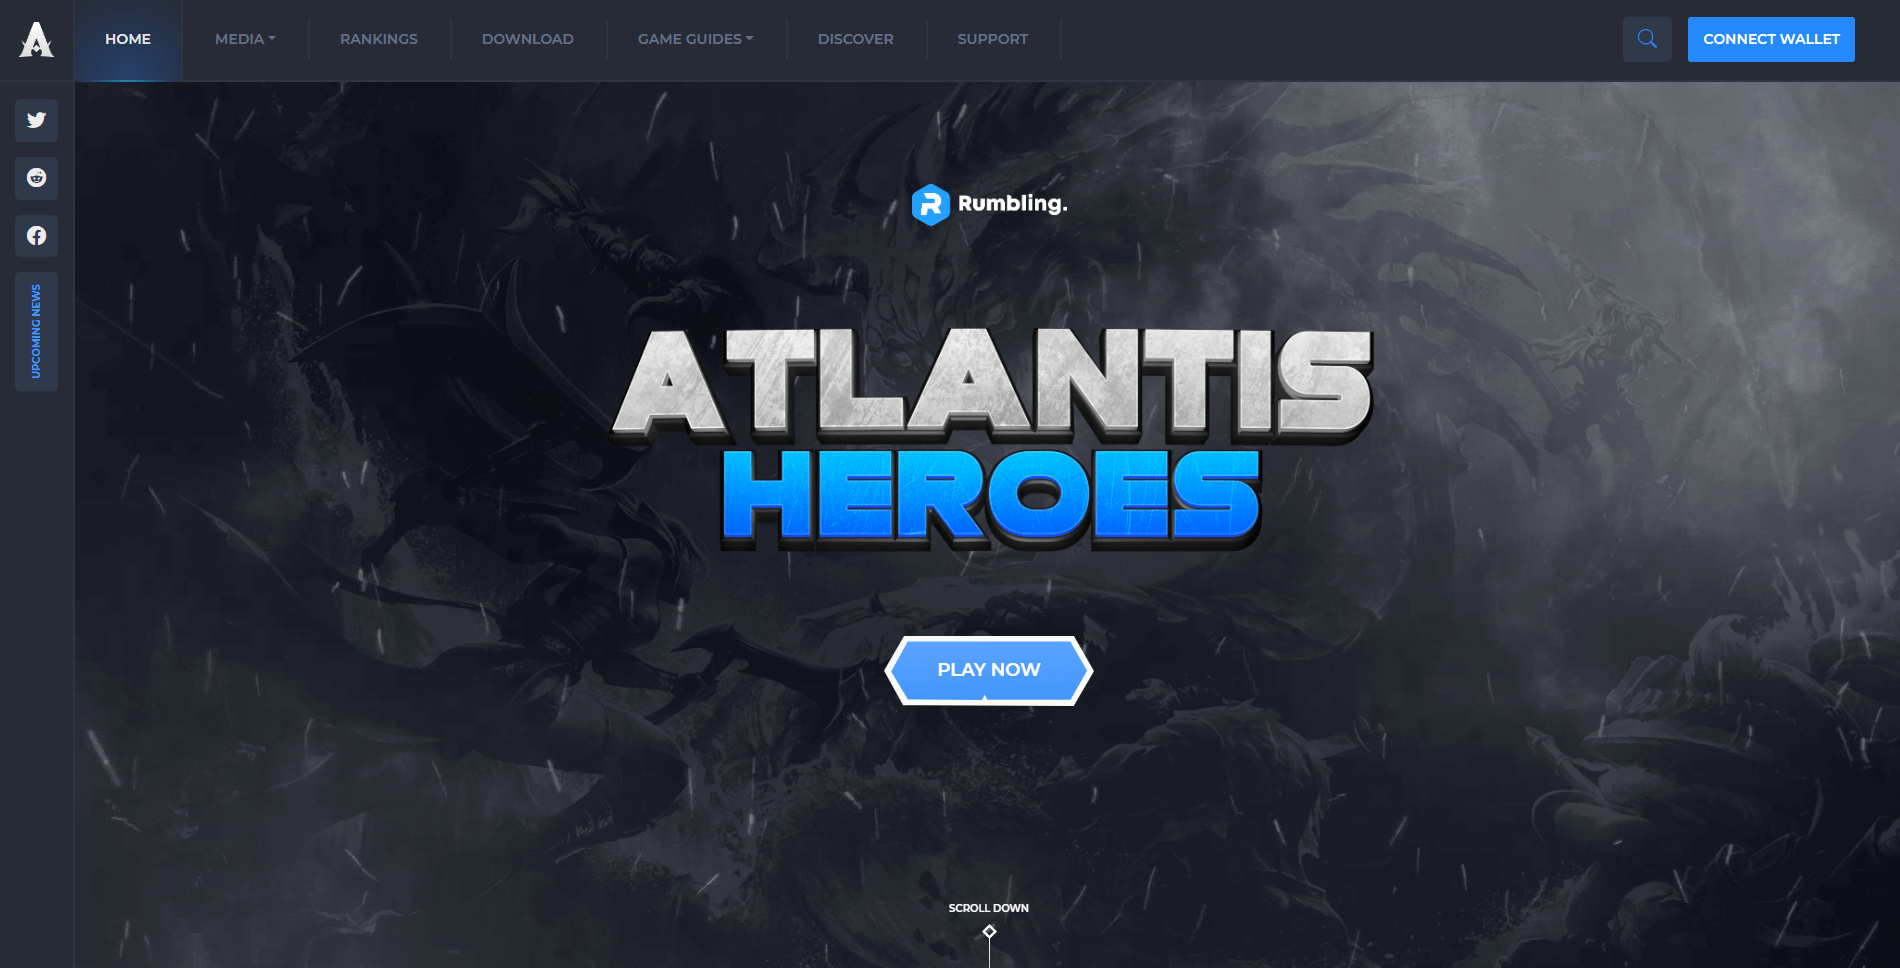 HOME
MEDIA
RANKINGS
DOWNLOAD
GAME GUIDES
DISCOVER
SUPPORT
CONNECT WALLET
UPCOMING NEWS
Rumbling.
ATLANTIS
HEROES
PLAY NOW
SCROLL DOWN